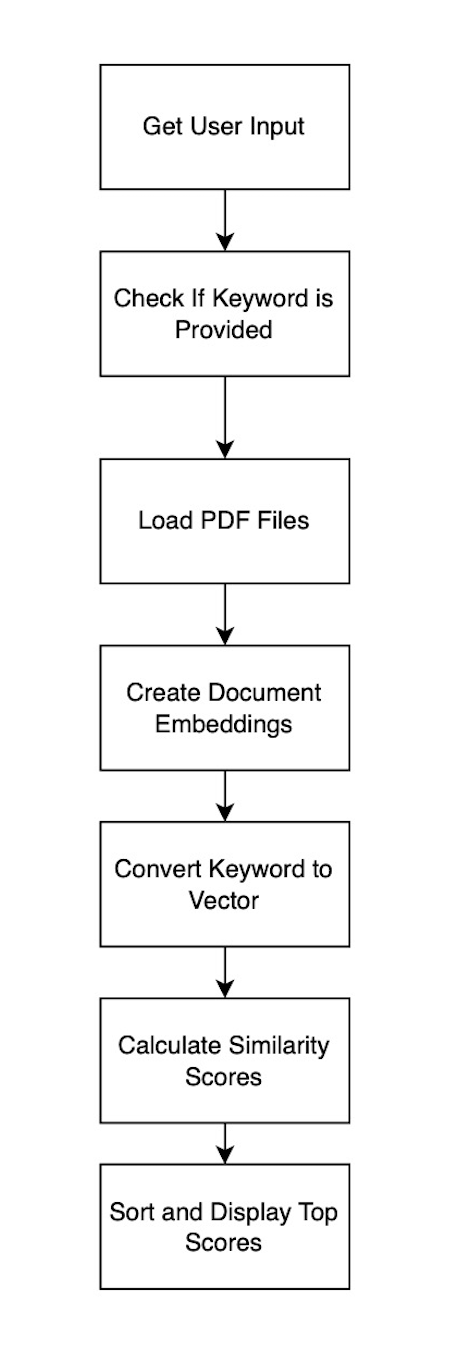 Get User Input
Check If Keyword is
Provided
Load PDF Files
Create Document
Embeddings
Convert Keyword to
Vector
Calculate Similarity
Scores
Sort and Display Top
Scores